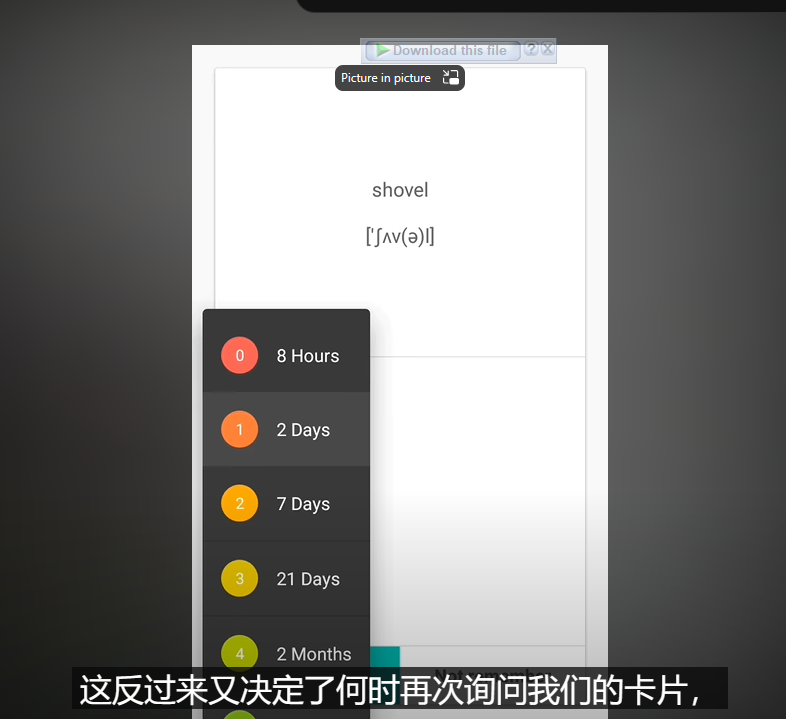 Download this file
Picture in picture
shovel
['ʃʌv(ə)l]
0 8 Hours
1 2 Days
2 7 Days
3 21 Days
4 2 Months
这反过来又决定了何时再次询问我们的卡片，